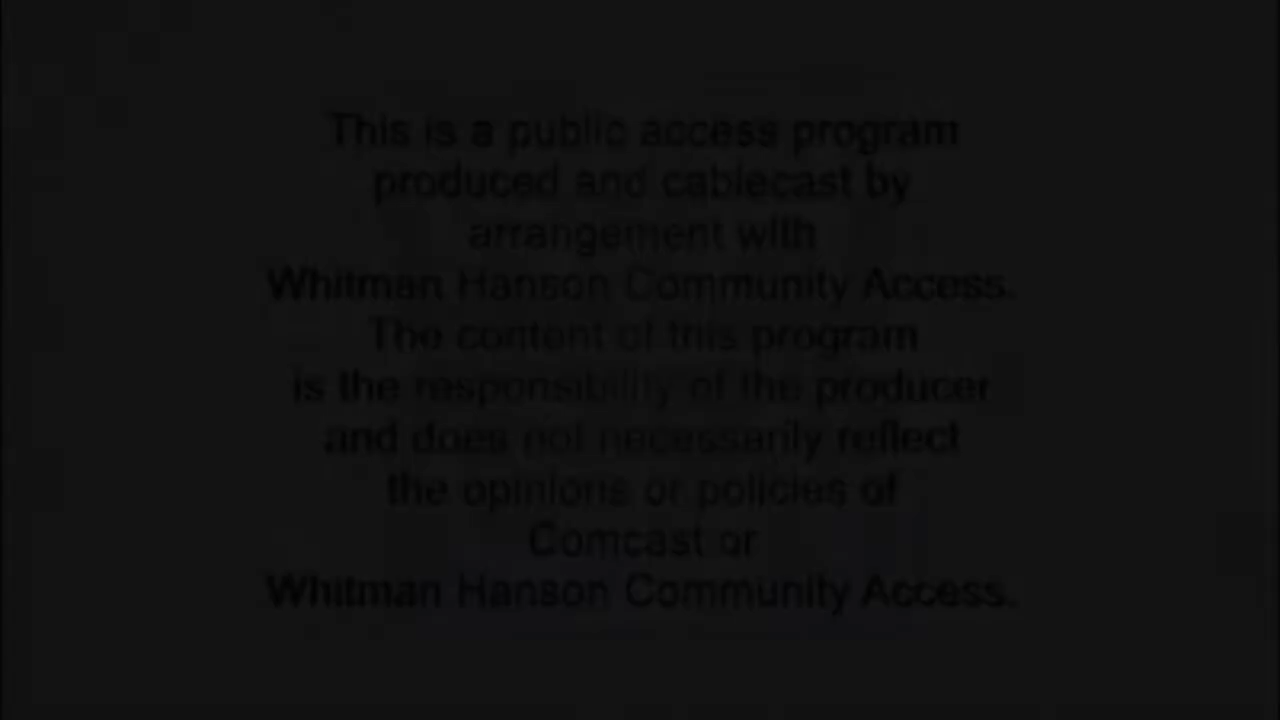 This is a public access program
produced and cablecast by
arrangement with
Whitman Hanson Community Access.
The content of this program
is the responsibility of the producer
and does not necessarily reflect
the opinions or policies of
Comcast or
Whitman Hanson Community Access.